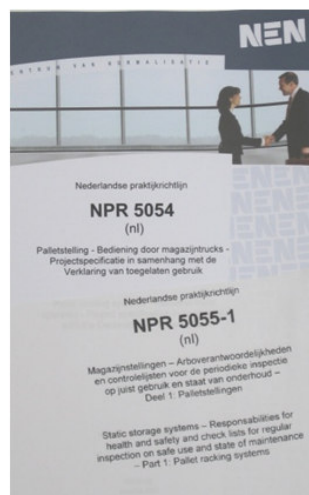 NEN
CENTRUM VAN NORMALISATIE
Nederlandse praktijkrichtlijn
NPR 5054
(nl)
Palletstelling - Bediening door magazijntrucks -
Projectspecificatie in samenhang met de
Verklaring van toegelaten gebruik
Nederlandse praktijkrichtlijn
NPR 5055-1
(nl)
Magazijnstellingen – Arboverantwoordelijkheden
en controlelijsten voor de periodieke inspectie
op juist gebruik en staat van onderhoud –
Deel 1: Palletstellingen
Static storage systems – Responsabilities for
health and safety and check lists for regular
inspection on safe use and state of maintenance
– Part 1: Pallet racking systems